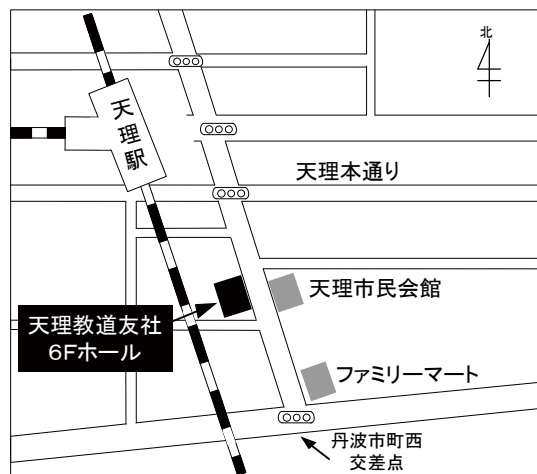 北
天理駅
天理本通り
天理市民会館
天理教道友社
6Fホール
ファミリーマート
丹波市町西
交差点